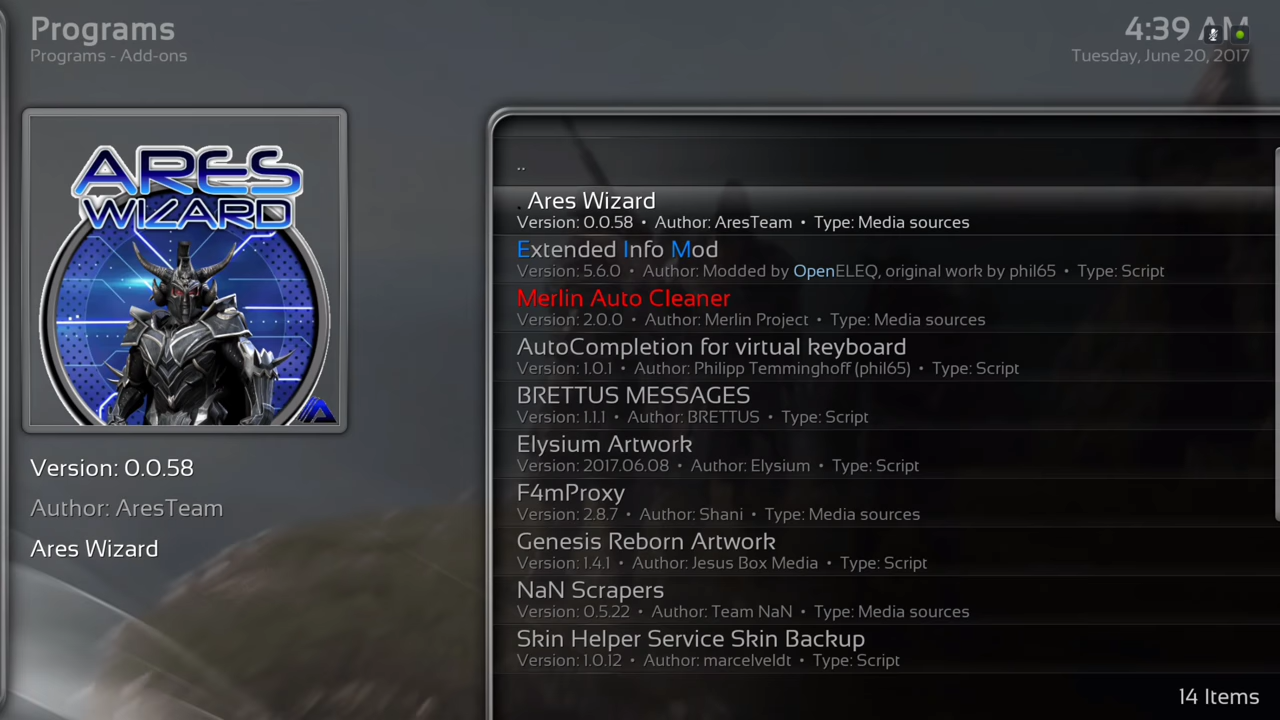 Programs
Programs - Add-ons
4:39 AM
Tuesday, June 20, 2017
ARES
WIZARD
Version: 0.0.58
Author: AresTeam
Ares Wizard
..
. Ares Wizard
Version: 0.0.58 • Author: AresTeam • Type: Media sources
Extended Info Mod
Version: 5.6.0 • Author: Modded by OpenELEQ, original work by phil65 • Type: Script
Merlin Auto Cleaner
Version: 2.0.0 • Author: Merlin Project • Type: Media sources
AutoCompletion for virtual keyboard
Version: 1.0.1 • Author: Philipp Temminghoff (phil65) • Type: Script
BRETTUS MESSAGES
Version: 1.1.1 • Author: BRETTUS • Type: Script
Elysium Artwork
Version: 2017.06.08 • Author: Elysium • Type: Script
F4mProxy
Version: 2.8.7 • Author: Shani • Type: Media sources
Genesis Reborn Artwork
Version: 1.4.1 • Author: Jesus Box Media • Type: Script
NaN Scrapers
Version: 0.5.22 • Author: Team NaN • Type: Media sources
Skin Helper Service Skin Backup
Version: 1.0.12 • Author: marcelveldt • Type: Script
14 Items